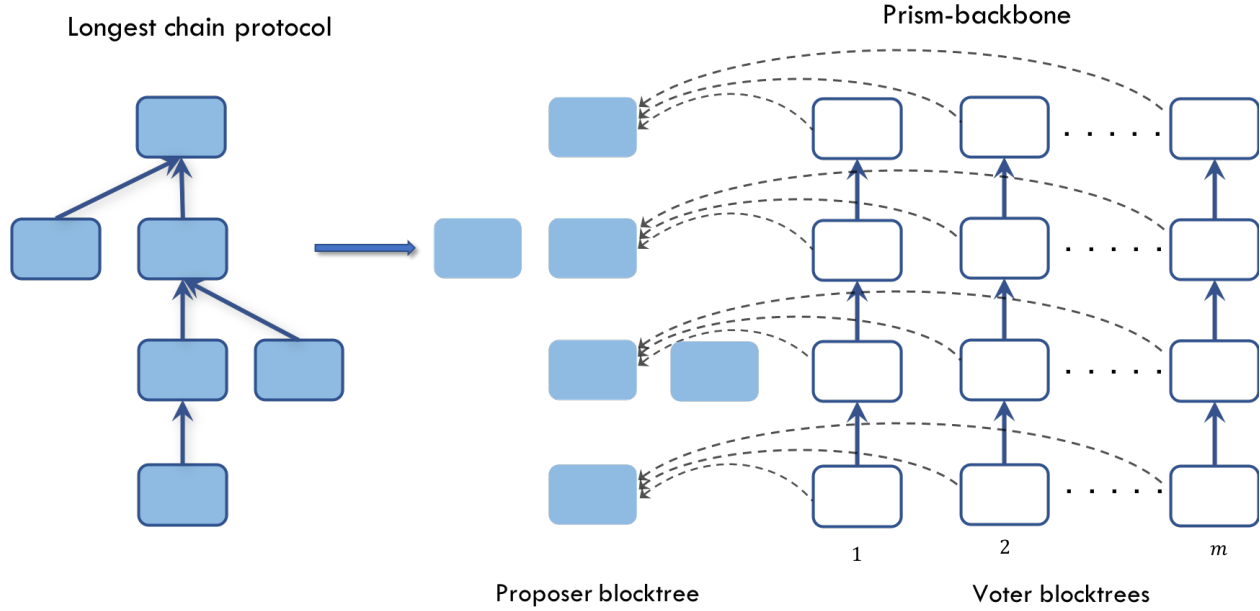 Longest chain protocol
Prism-backbone
. . . . .
. . . . .
. . . . .
. . . . .
1
2
m
Proposer blocktree
Voter blocktrees